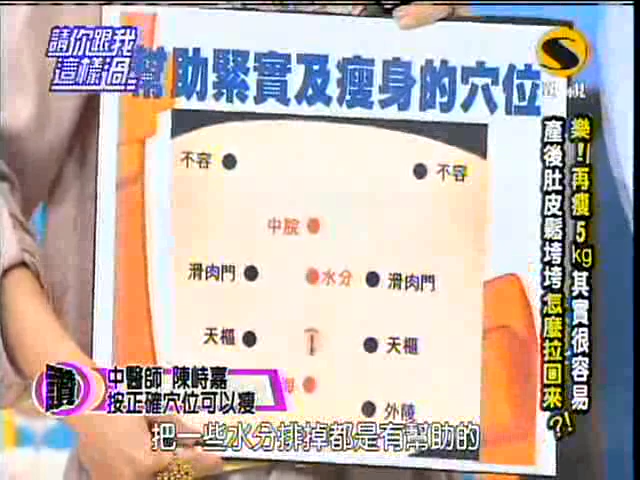 請你跟我
這樣過
幫助緊實及瘦身的穴位
樂！再瘦5kg其實很容易
產後肚皮鬆垮垮怎麼拉回來？！
不容
不容
中脘
滑肉門
水分
滑肉門
天樞
天樞
海
外陵
讚
中醫師 陳峙嘉
按正確穴位可以瘦
把一些水分排掉都是有幫助的